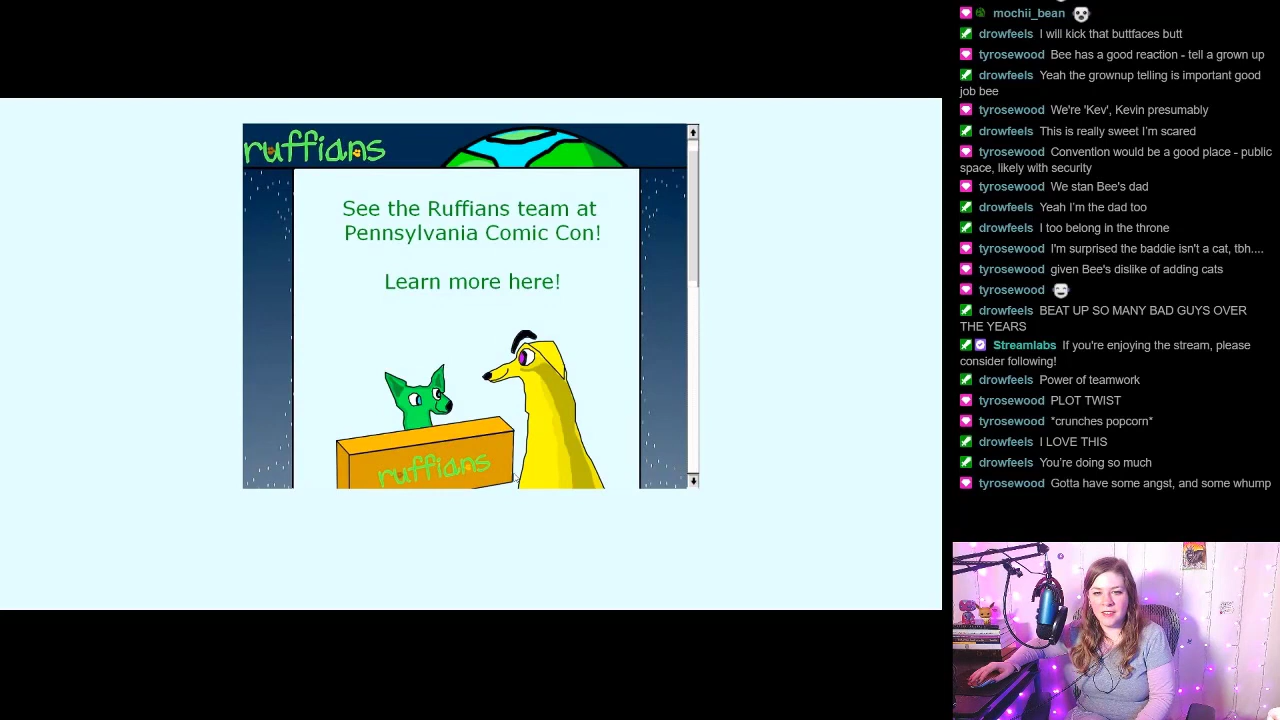 ruffians
See the Ruffians team at
Pennsylvania Comic Con!
Learn more here!
ruffians
mochii_bean
drowfeels I will kick that buttfaces butt
tyrosewood Bee has a good reaction - tell a grown up
drowfeels Yeah the grownup telling is important good
job bee
tyrosewood We're 'Kev', Kevin presumably
drowfeels This is really sweet I'm scared
tyrosewood Convention would be a good place - public
space, likely with security
tyrosewood We stan Bee's dad
drowfeels Yeah I'm the dad too
drowfeels I too belong in the throne
tyrosewood I'm surprised the baddie isn't a cat, tbh....
tyrosewood given Bee's dislike of adding cats
tyrosewood
drowfeels BEAT UP SO MANY BAD GUYS OVER
THE YEARS
Streamlabs If you're enjoying the stream, please
consider following!
drowfeels Power of teamwork
tyrosewood PLOT TWIST
tyrosewood *crunches popcorn*
drowfeels I LOVE THIS
drowfeels You're doing so much
tyrosewood Gotta have some angst, and some whump